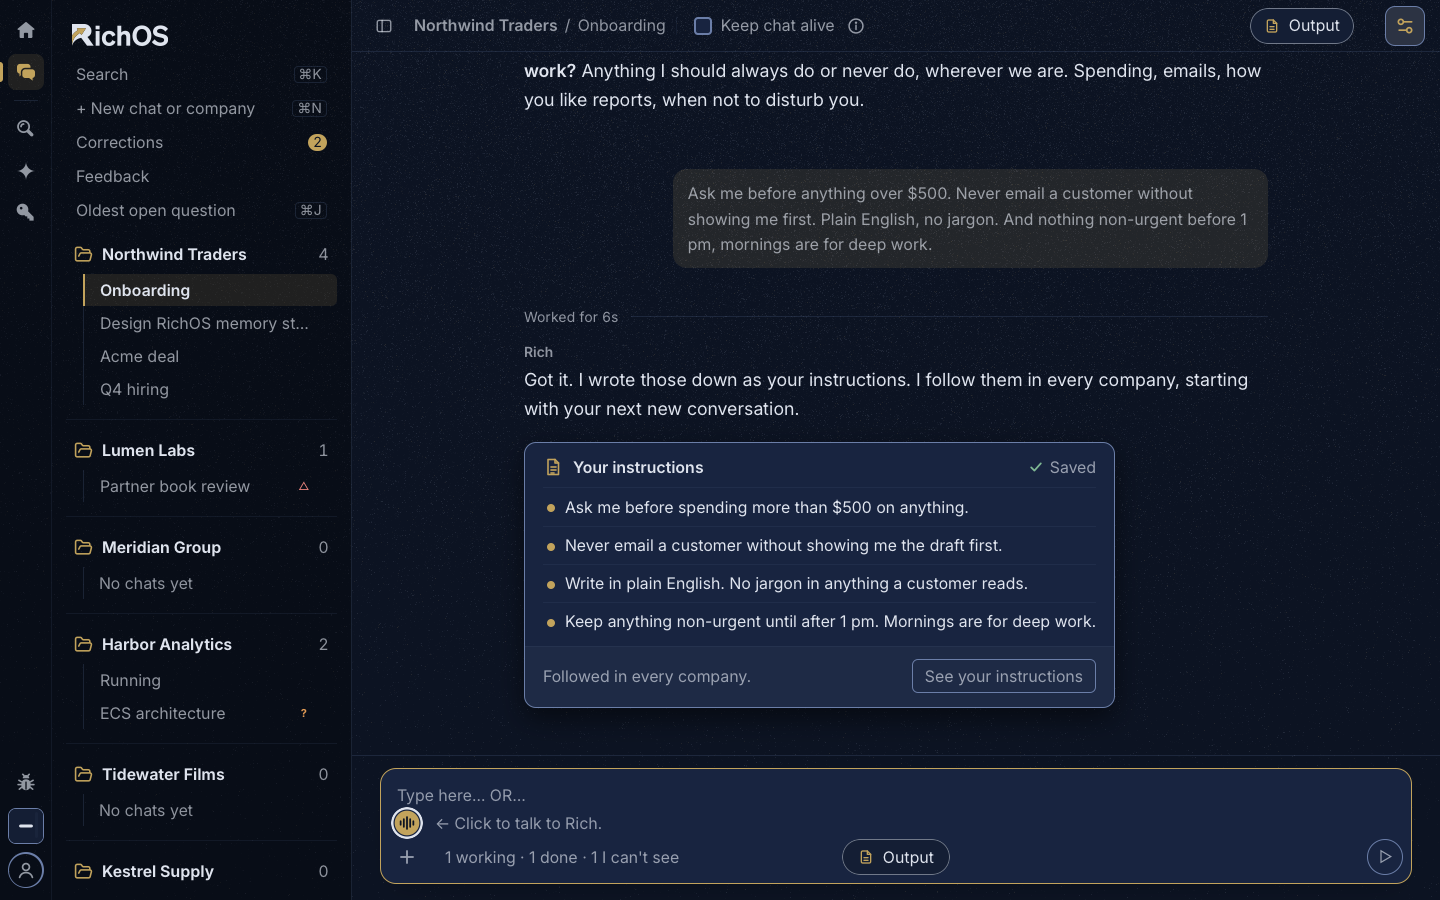 RichOS
Search ⌘K
+ New chat or company ⌘N
Corrections 2
Feedback
Oldest open question ⌘J
Northwind Traders 4
Onboarding
Design RichOS memory st...
Acme deal
Q4 hiring
Lumen Labs 1
Partner book review
Meridian Group 0
No chats yet
Harbor Analytics 2
Running
ECS architecture ?
Tidewater Films 0
No chats yet
Kestrel Supply 0
Northwind Traders / Onboarding Keep chat alive
Output
work? Anything I should always do or never do, wherever we are. Spending, emails, how
you like reports, when not to disturb you.
Ask me before anything over $500. Never email a customer without
showing me first. Plain English, no jargon. And nothing non-urgent before 1
pm, mornings are for deep work.
Worked for 6s
Rich
Got it. I wrote those down as your instructions. I follow them in every company, starting
with your next new conversation.
Your instructions ✓ Saved
Ask me before spending more than $500 on anything.
Never email a customer without showing me the draft first.
Write in plain English. No jargon in anything a customer reads.
Keep anything non-urgent until after 1 pm. Mornings are for deep work.
Followed in every company. See your instructions
Type here... OR...
← Click to talk to Rich.
+ 1 working · 1 done · 1 I can't see Output